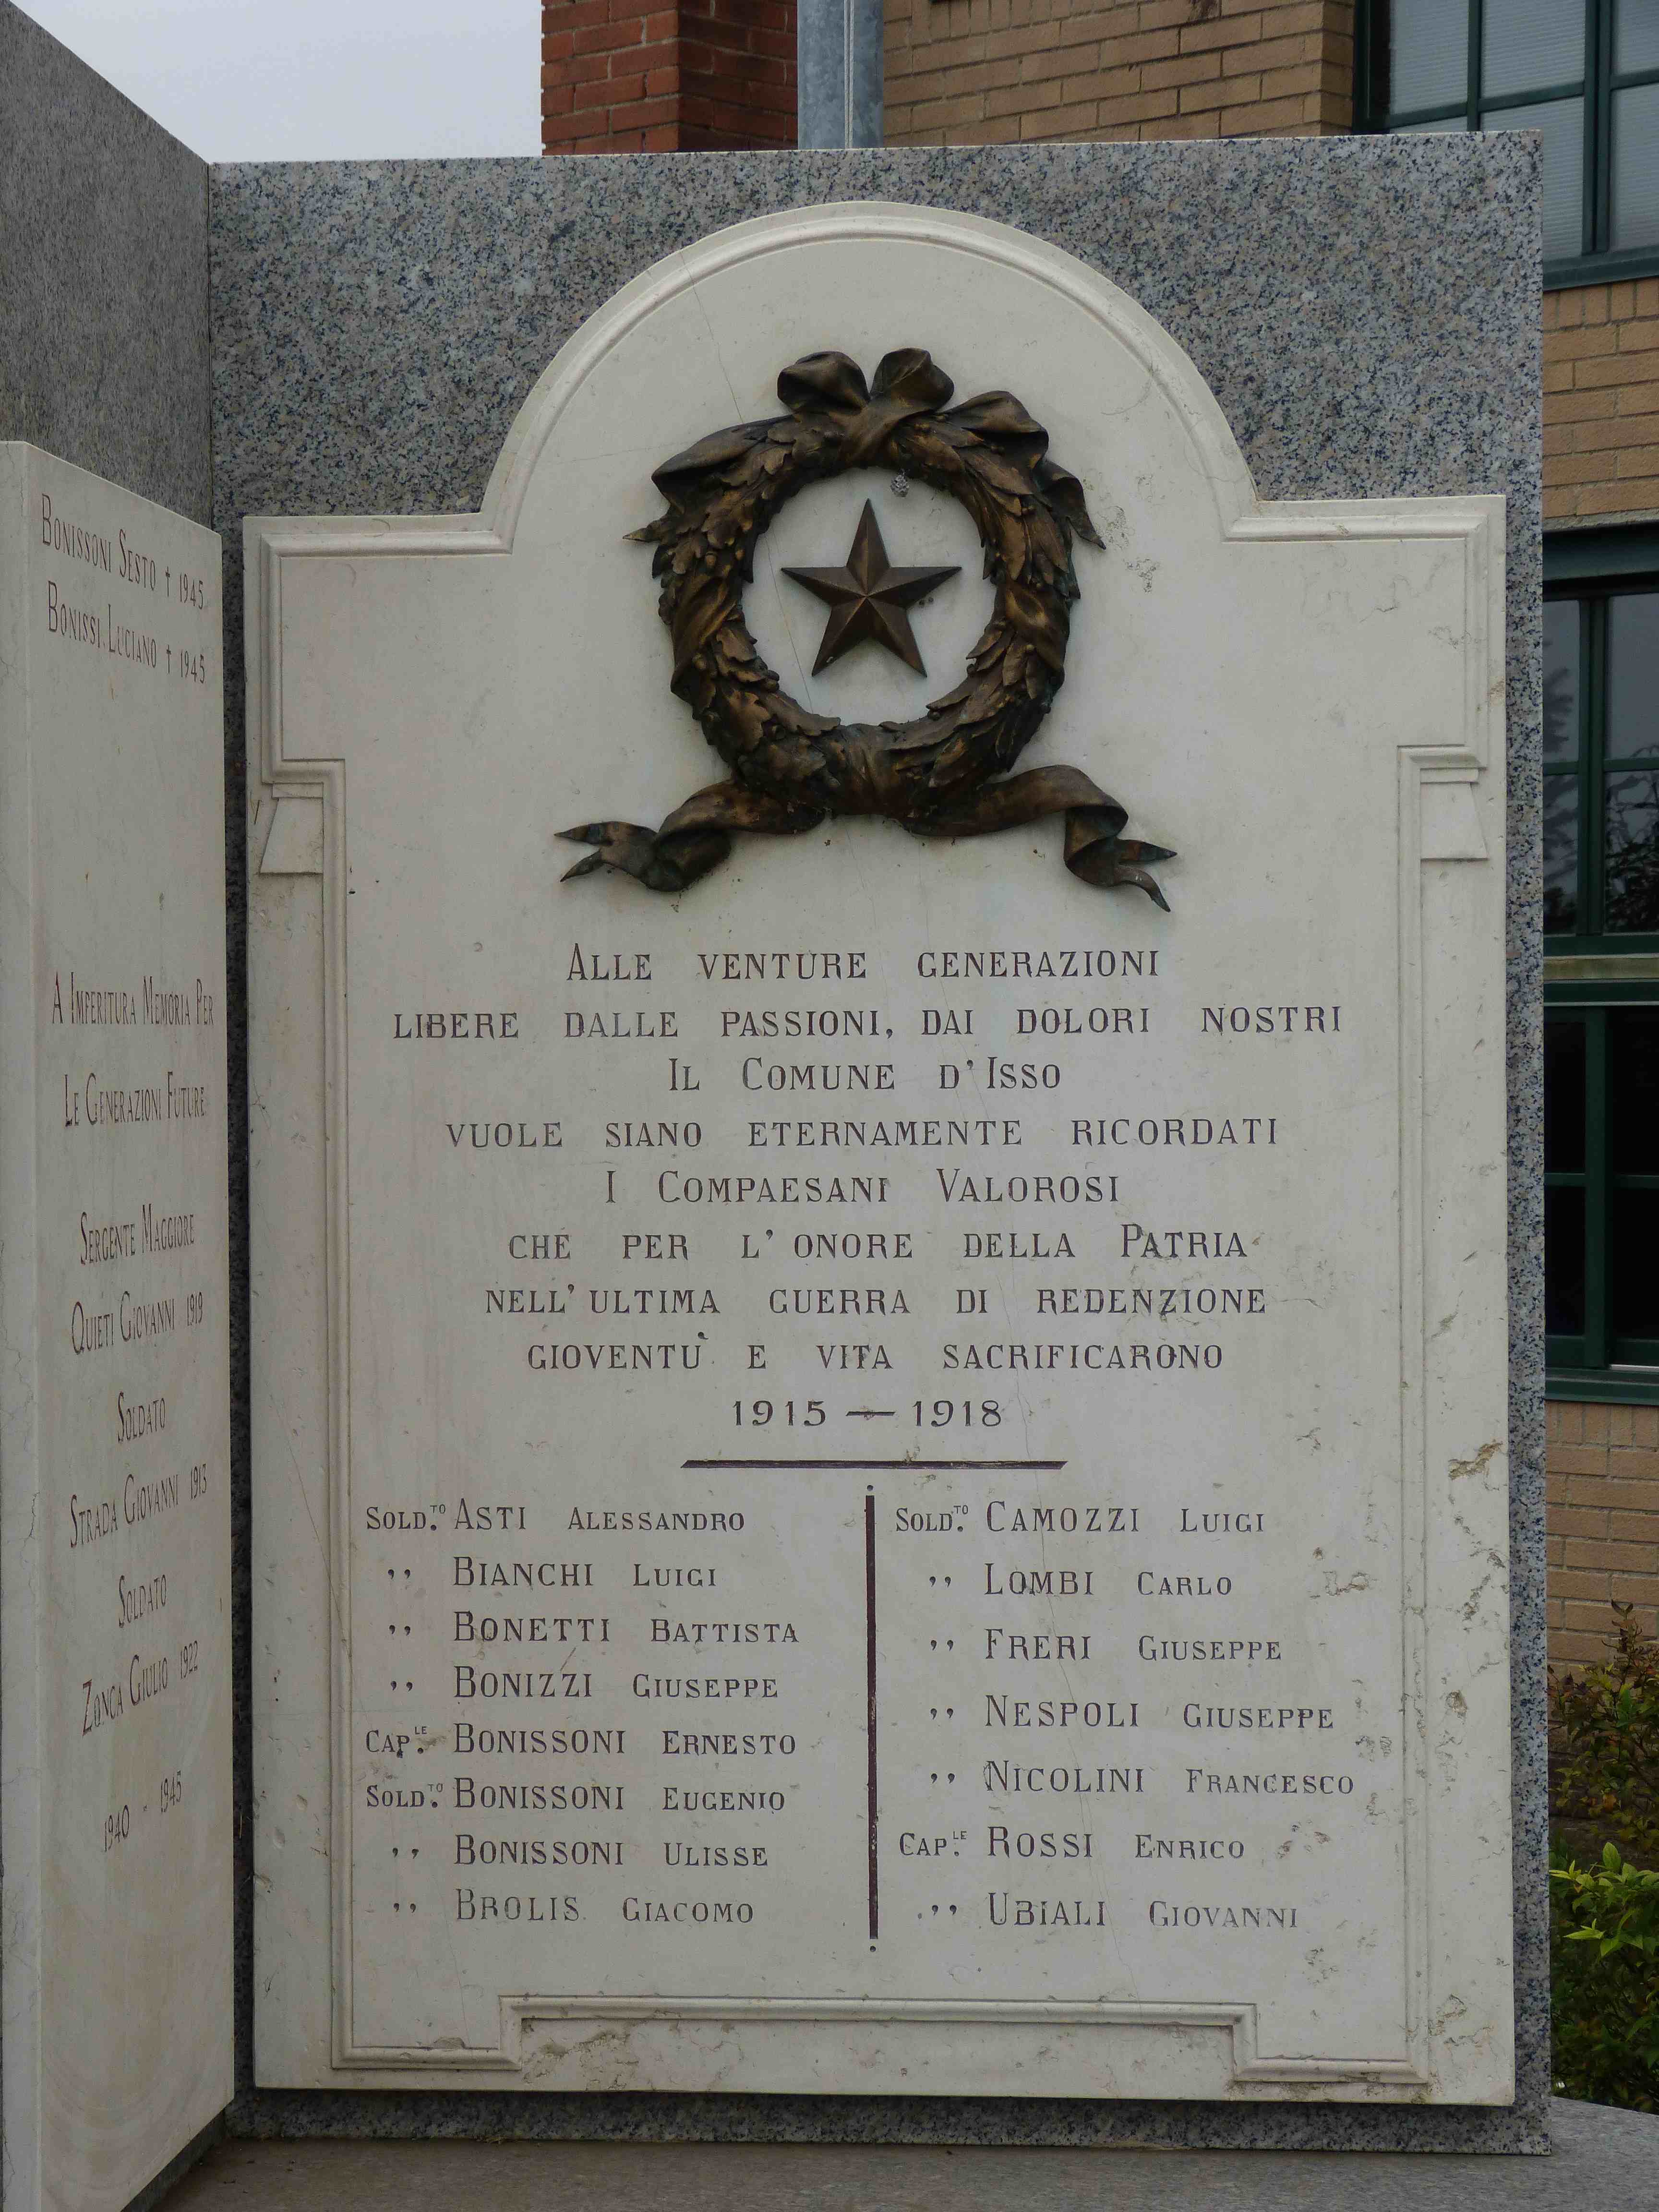 BONISSONI SESTO † 1945
BONISSI LUCIANO † 1945
A IMPERITURA MEMORIA PER
LE GENERAZIONI FUTURE
SERGENTE MAGGIORE
QUIETI GIOVANNI 1919
SOLDATO
STRADA GIOVANNI 1913
SOLDATO
ZONCA GIULIO 1922
1940 - 1945
ALLE VENTURE GENERAZIONI
LIBERE DALLE PASSIONI, DAI DOLORI NOSTRI
IL COMUNE D'ISSO
VUOLE SIANO ETERNAMENTE RICORDATI
I COMPAESANI VALOROSI
CHE PER L'ONORE DELLA PATRIA
NELL'ULTIMA GUERRA DI REDENZIONE
GIOVENTÙ E VITA SACRIFICARONO
1915 — 1918
SOLD.TO ASTI ALESSANDRO
,, BIANCHI LUIGI
,, BONETTI BATTISTA
,, BONIZZI GIUSEPPE
CAP.LE BONISSONI ERNESTO
SOLD.TO BONISSONI EUGENIO
,, BONISSONI ULISSE
,, BROLIS GIACOMO
SOLD.TO CAMOZZI LUIGI
,, LOMBI CARLO
,, FRERI GIUSEPPE
,, NESPOLI GIUSEPPE
,, NICOLINI FRANCESCO
CAP.LE ROSSI ENRICO
,, UBIALI GIOVANNI